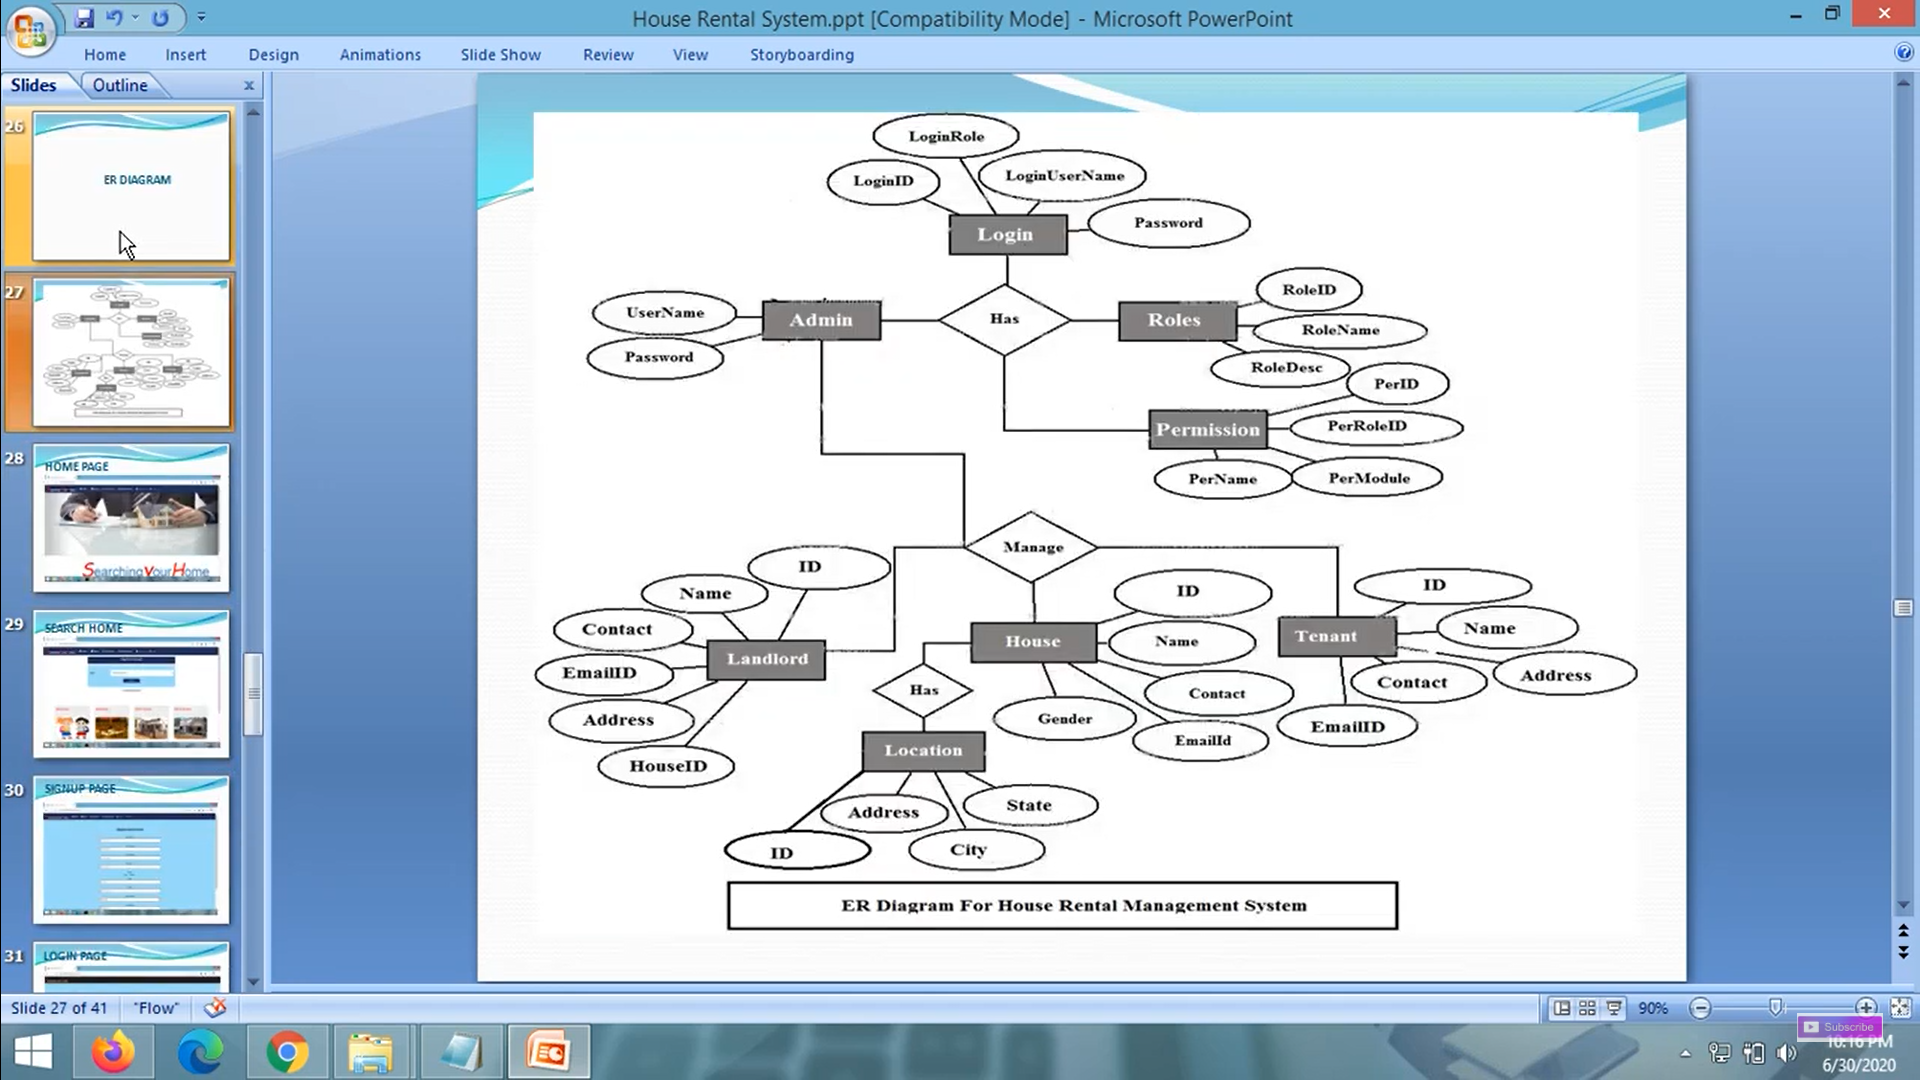 House Rental System.ppt [Compatibility Mode] - Microsoft PowerPoint
Home Insert Design Animations Slide Show Review View Storyboarding
Slides Outline
26
ER DIAGRAM
27
28
HOME PAGE
SearchingYourHome
29
SEARCH HOME
30
SIGNUP PAGE
31
LOGIN PAGE
LoginRole
LoginID
LoginUserName
Password
Login
UserName
Password
Admin
Has
Roles
RoleID
RoleName
RoleDesc
PerID
Permission
PerRoleID
PerName
PerModule
Manage
ID
Name
Contact
EmailID
Address
HouseID
Landlord
House
ID
Name
Contact
EmailId
Gender
Tenant
ID
Name
Address
Contact
EmailID
Has
Location
Address
State
ID
City
ER Diagram For House Rental Management System
Slide 27 of 41 "Flow" 90%
Subscribe
10:16 PM
6/30/2020